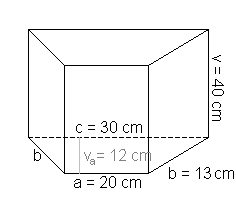 v = 40 cm
c = 30 cm
b
vₐ = 12 cm
b = 13 cm
a = 20 cm